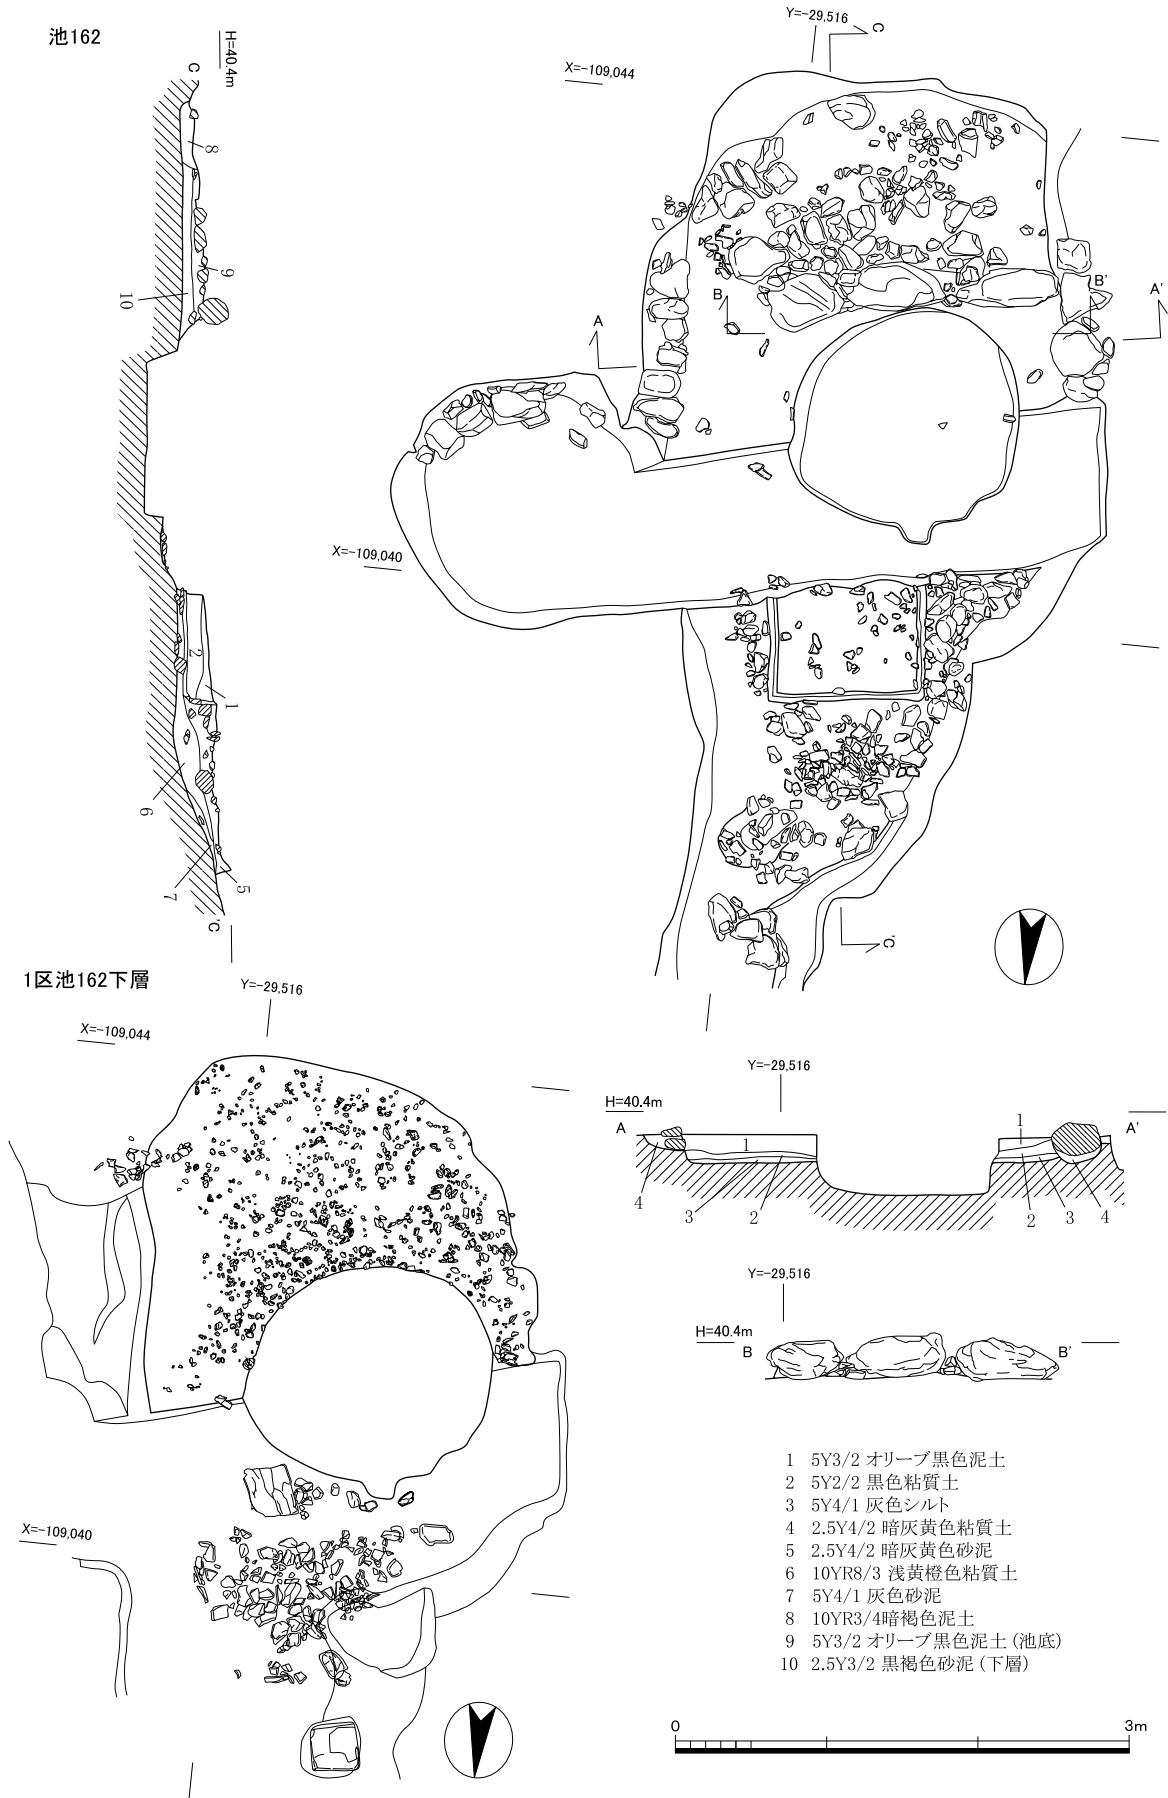 池162
H=40.4m
C
8
9
10
2
1
6
7
5
'C
Y=-29,516
C
X=-109,044
B
B'
A
A'
X=-109,040
'C
1区池162下層
Y=-29,516
X=-109,044
X=-109,040
Y=-29,516
H=40.4m
A
A'
1
1
4
3
2
2
3
4
Y=-29,516
H=40.4m
B
B'
1 5Y3/2 オリーブ黒色泥土
2 5Y2/2 黒色粘質土
3 5Y4/1 灰色シルト
4 2.5Y4/2 暗灰黄色粘質土
5 2.5Y4/2 暗灰黄色砂泥
6 10YR8/3 浅黄橙色粘質土
7 5Y4/1 灰色砂泥
8 10YR3/4暗褐色泥土
9 5Y3/2 オリーブ黒色泥土（池底）
10 2.5Y3/2 黒褐色砂泥（下層）
0 3m